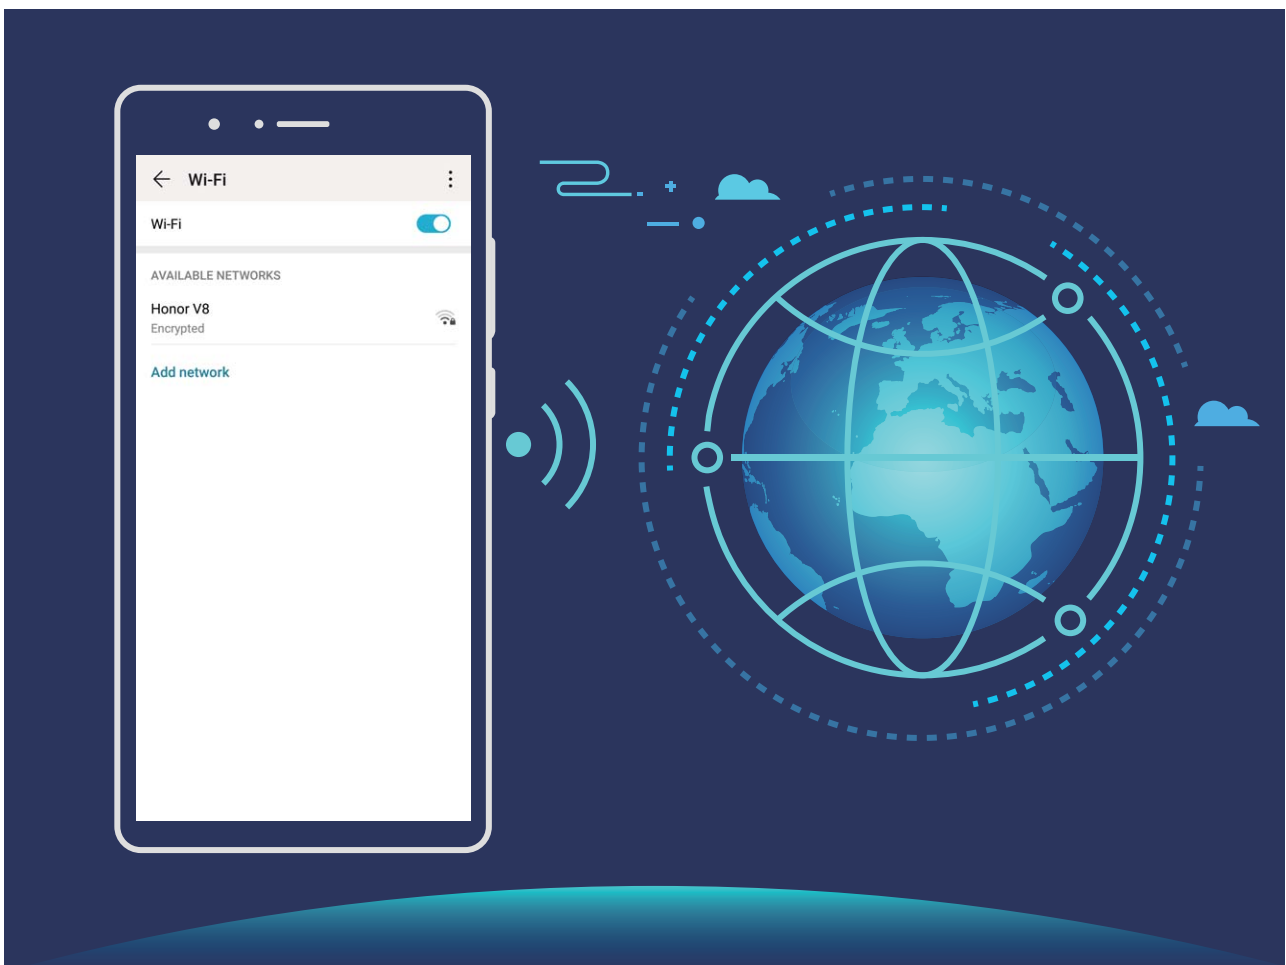 Wi-Fi
Wi-Fi
AVAILABLE NETWORKS
Honor V8
Encrypted
Add network